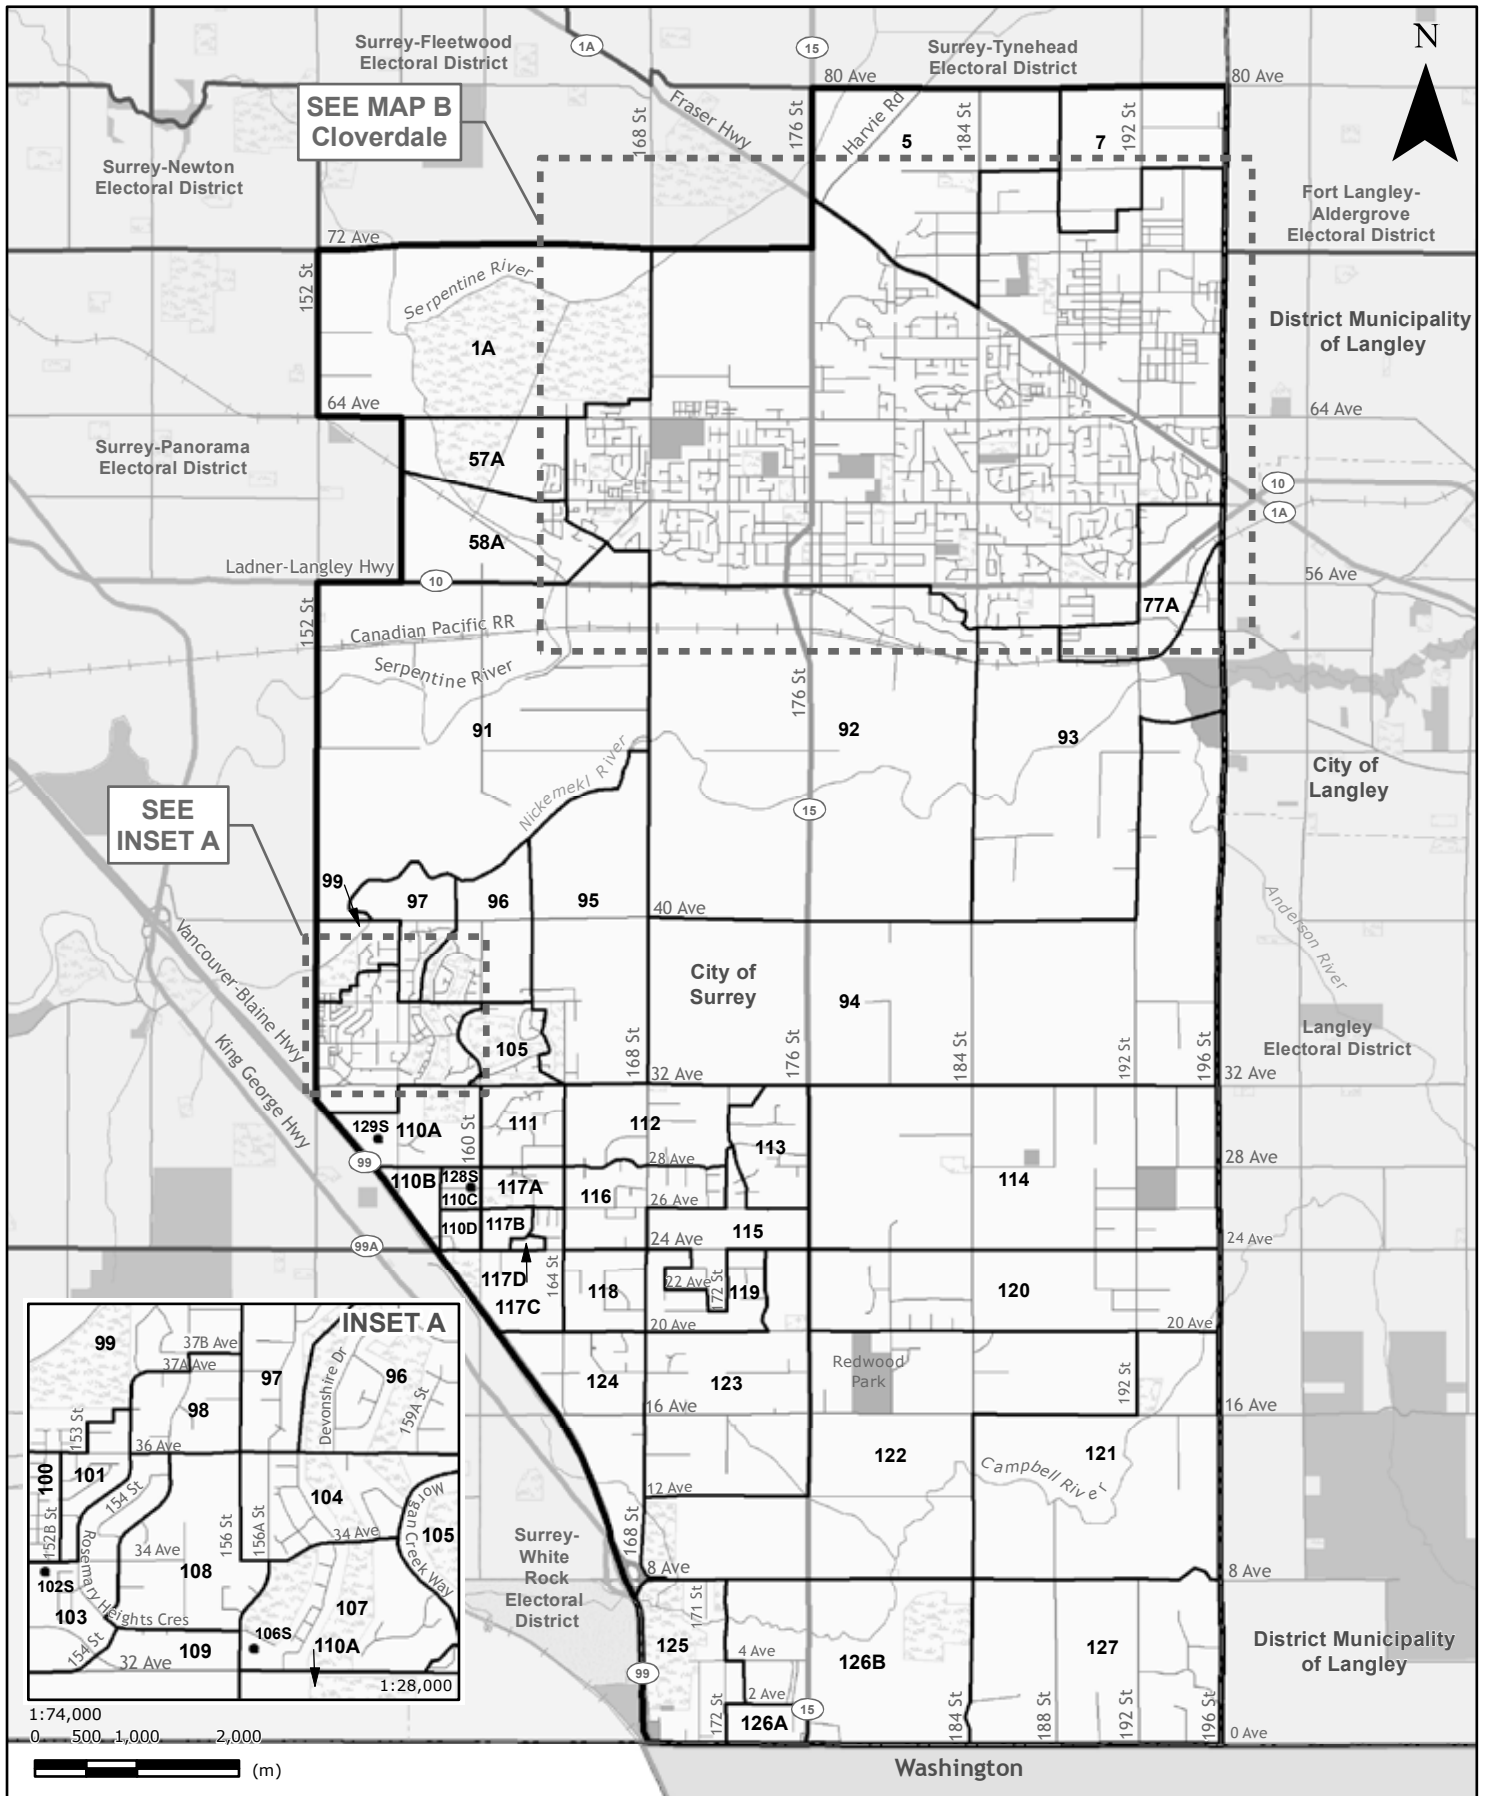 Surrey-Fleetwood
Electoral District
1A
15
Surrey-Tynehead
Electoral District
N
80 Ave
80 Ave
SEE MAP B
Cloverdale
168 St
Fraser Hwy
176 St
Harvie Rd
5
184 St
7
192 St
Surrey-Newton
Electoral District
Fort Langley-
Aldergrove
Electoral District
72 Ave
152 St
Serpentine River
1A
District Municipality
of Langley
64 Ave
64 Ave
Surrey-Panorama
Electoral District
57A
10
1A
58A
Ladner-Langley Hwy
10
56 Ave
152 St
77A
Canadian Pacific RR
Serpentine River
176 St
91
92
93
Nickemekl River
City of
Langley
SEE
INSET A
15
99
97
96
95
40 Ave
Anderson River
Vancouver-Blaine Hwy
City of
Surrey
94
King George Hwy
105
168 St
176 St
184 St
192 St
196 St
Langley
Electoral District
32 Ave
32 Ave
129S
110A
160 St
111
112
113
99
28 Ave
28 Ave
110B
128S
110C
117A
116
26 Ave
114
110D
117B
115
24 Ave
24 Ave
99A
117D
117C
164 St
118
22 Ave
172 St
119
120
20 Ave
20 Ave
INSET A
99
37B Ave
37A Ave
97
Devonshire Dr
96
159A St
98
153 St
36 Ave
100
101
154 St
152B St
Rosemary Heights Cres
34 Ave
156 St
156A St
104
34 Ave
Morgan Creek Way
105
102S
108
103
107
106S
154 St
109
32 Ave
110A
1:28,000
124
123
Redwood
Park
192 St
16 Ave
16 Ave
122
121
Campbell River
12 Ave
168 St
Surrey-
White
Rock
Electoral
District
8 Ave
8 Ave
171 St
125
4 Ave
126B
127
District Municipality
of Langley
99
2 Ave
172 St
126A
15
184 St
188 St
192 St
196 St
0 Ave
1:74,000
0 500 1,000 2,000
(m)
Washington